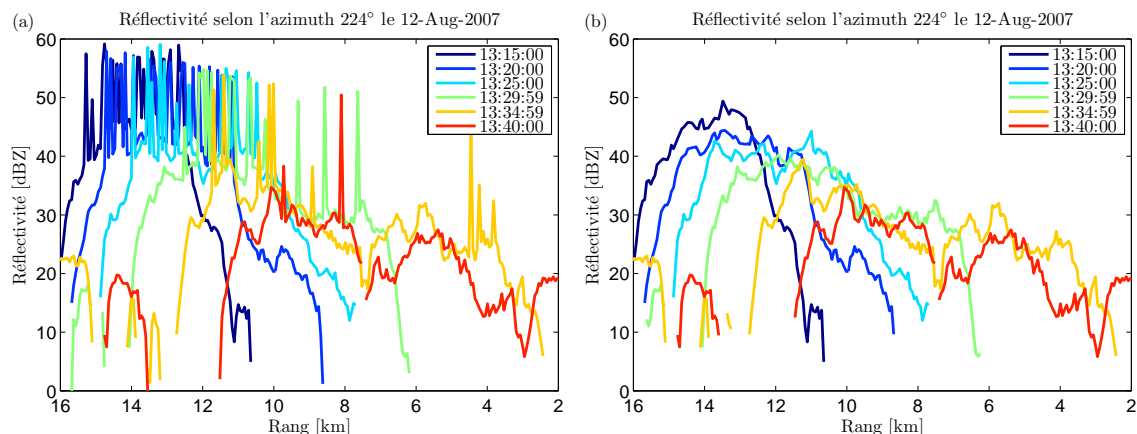 (a)
Réflectivité selon l'azimuth 224° le 12-Aug-2007
60
50
40
30
20
10
0
Réflectivité [dBZ]
13:15:00
13:20:00
13:25:00
13:29:59
13:34:59
13:40:00
16 14 12 10 8 6 4 2
Rang [km]
(b)
Réflectivité selon l'azimuth 224° le 12-Aug-2007
60
50
40
30
20
10
0
Réflectivité [dBZ]
13:15:00
13:20:00
13:25:00
13:29:59
13:34:59
13:40:00
16 14 12 10 8 6 4 2
Rang [km]